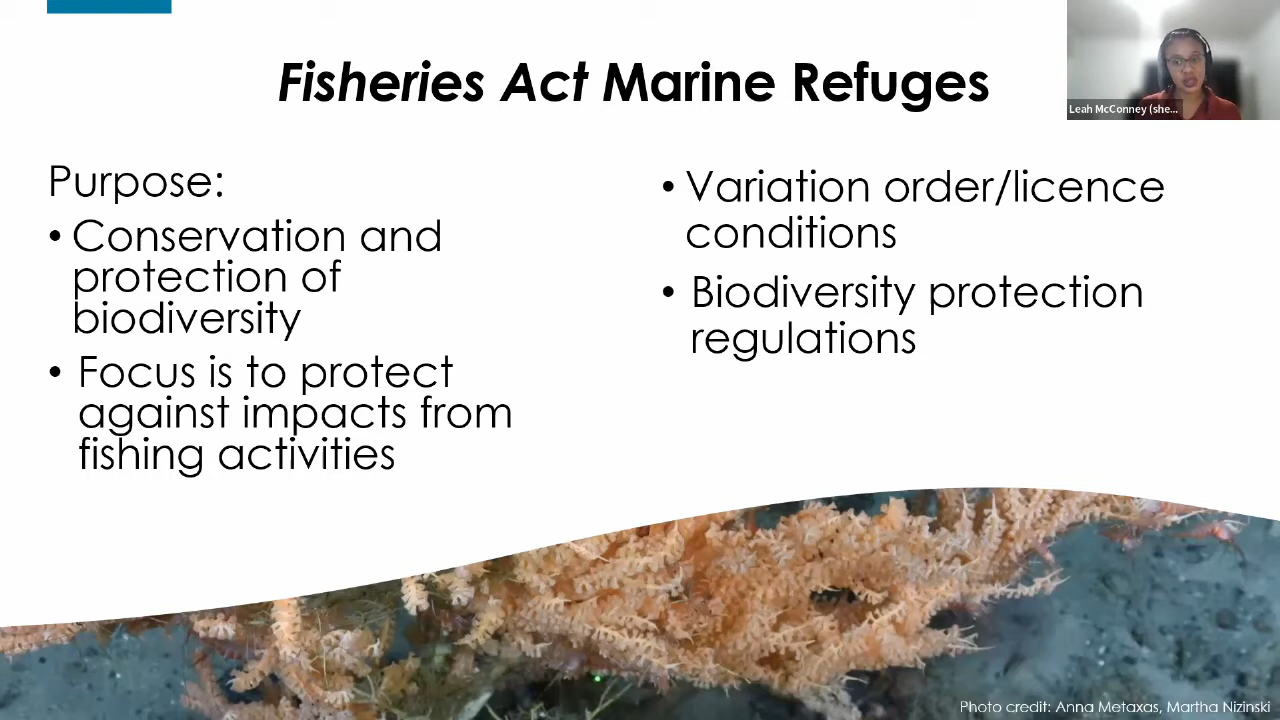 Fisheries Act Marine Refuges
Leah McConney (she...
Purpose:
• Conservation and
protection of
biodiversity
• Focus is to protect
against impacts from
fishing activities
• Variation order/licence
conditions
• Biodiversity protection
regulations
Photo credit: Anna Metaxas, Martha Nizinski